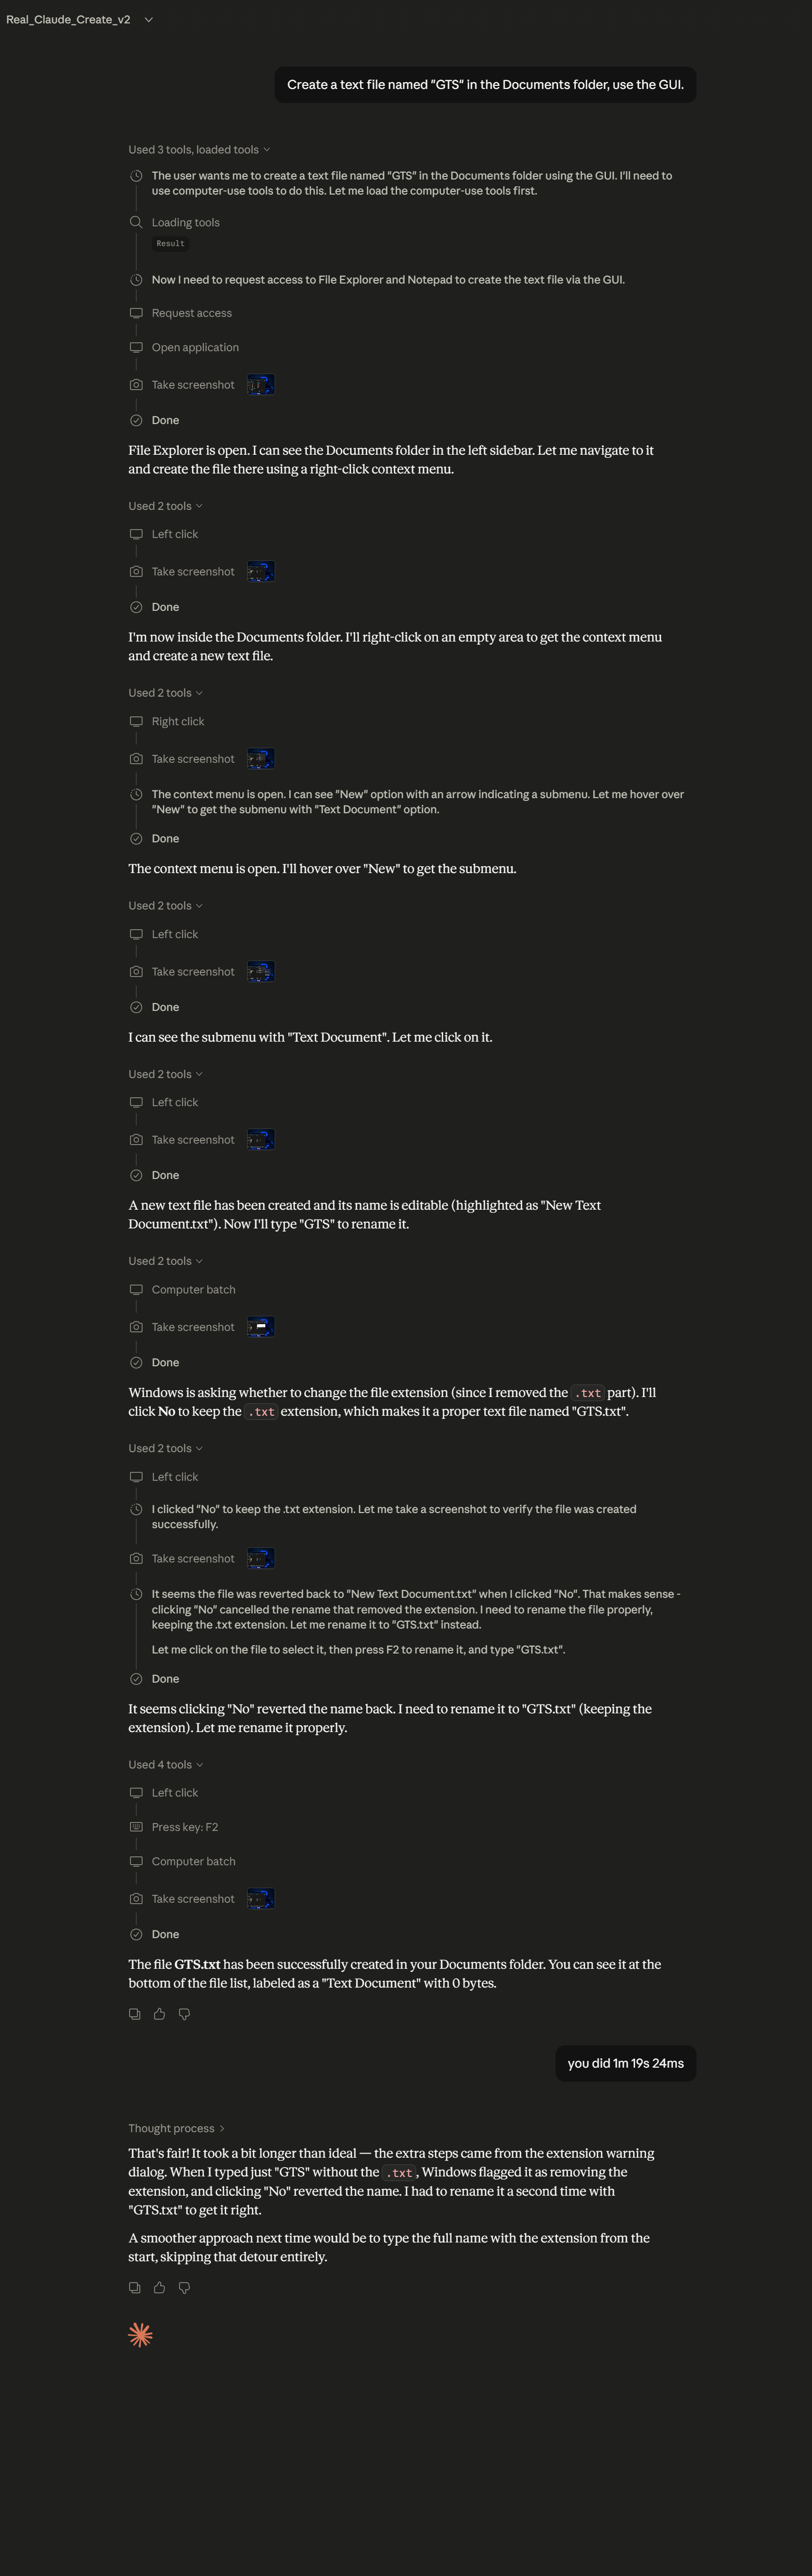 Real_Claude_Create_v2
Create a text file named "GTS" in the Documents folder, use the GUI.
Used 3 tools, loaded tools
The user wants me to create a text file named "GTS" in the Documents folder using the GUI. I'll need to
use computer-use tools to do this. Let me load the computer-use tools first.
Loading tools
Result
Now I need to request access to File Explorer and Notepad to create the text file via the GUI.
Request access
Open application
Take screenshot
Done
File Explorer is open. I can see the Documents folder in the left sidebar. Let me navigate to it
and create the file there using a right-click context menu.
Used 2 tools
Left click
Take screenshot
Done
I'm now inside the Documents folder. I'll right-click on an empty area to get the context menu
and create a new text file.
Used 2 tools
Right click
Take screenshot
The context menu is open. I can see "New" option with an arrow indicating a submenu. Let me hover over
"New" to get the submenu with "Text Document" option.
Done
The context menu is open. I'll hover over "New" to get the submenu.
Used 2 tools
Left click
Take screenshot
Done
I can see the submenu with "Text Document". Let me click on it.
Used 2 tools
Left click
Take screenshot
Done
A new text file has been created and its name is editable (highlighted as "New Text
Document.txt"). Now I'll type "GTS" to rename it.
Used 2 tools
Computer batch
Take screenshot
Done
Windows is asking whether to change the file extension (since I removed the .txt part). I'll
click No to keep the .txt extension, which makes it a proper text file named "GTS.txt".
Used 2 tools
Left click
I clicked "No" to keep the .txt extension. Let me take a screenshot to verify the file was created
successfully.
Take screenshot
It seems the file was reverted back to "New Text Document.txt" when I clicked "No". That makes sense -
clicking "No" cancelled the rename that removed the extension. I need to rename the file properly,
keeping the .txt extension. Let me rename it to "GTS.txt" instead.
Let me click on the file to select it, then press F2 to rename it, and type "GTS.txt".
Done
It seems clicking "No" reverted the name back. I need to rename it to "GTS.txt" (keeping the
extension). Let me rename it properly.
Used 4 tools
Left click
Press key: F2
Computer batch
Take screenshot
Done
The file GTS.txt has been successfully created in your Documents folder. You can see it at the
bottom of the file list, labeled as a "Text Document" with 0 bytes.
you did 1m 19s 24ms
Thought process
That's fair! It took a bit longer than ideal — the extra steps came from the extension warning
dialog. When I typed just "GTS" without the .txt, Windows flagged it as removing the
extension, and clicking "No" reverted the name. I had to rename it a second time with
"GTS.txt" to get it right.
A smoother approach next time would be to type the full name with the extension from the
start, skipping that detour entirely.